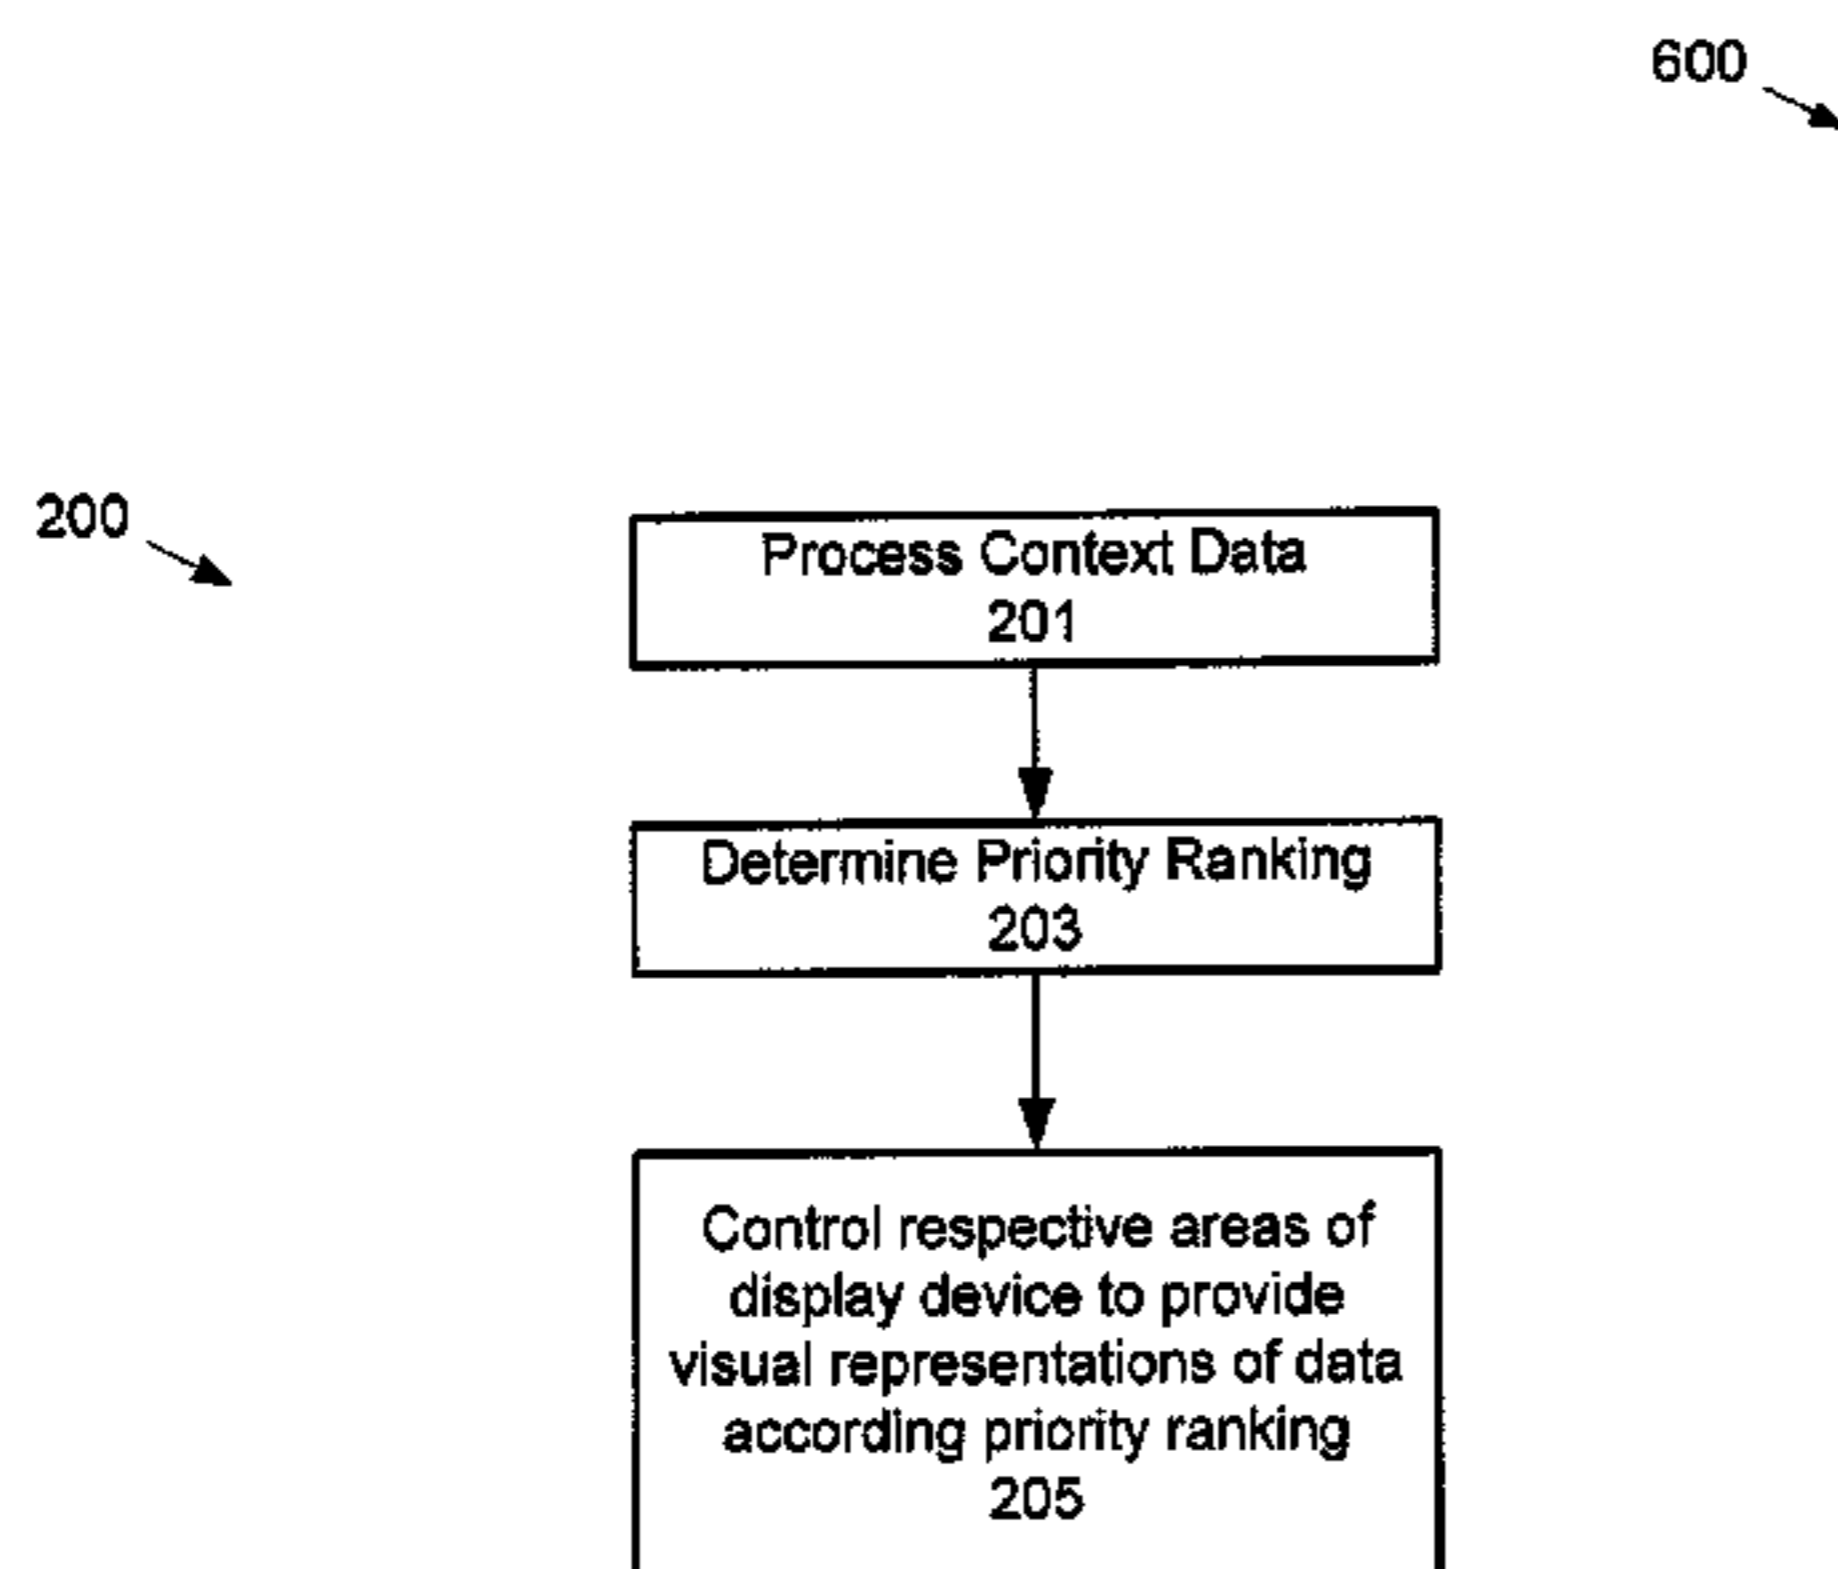 600
200
Process Context Data
201
Determine Priority Ranking
203
Control respective areas of
display device to provide
visual representations of data
according priority ranking
205